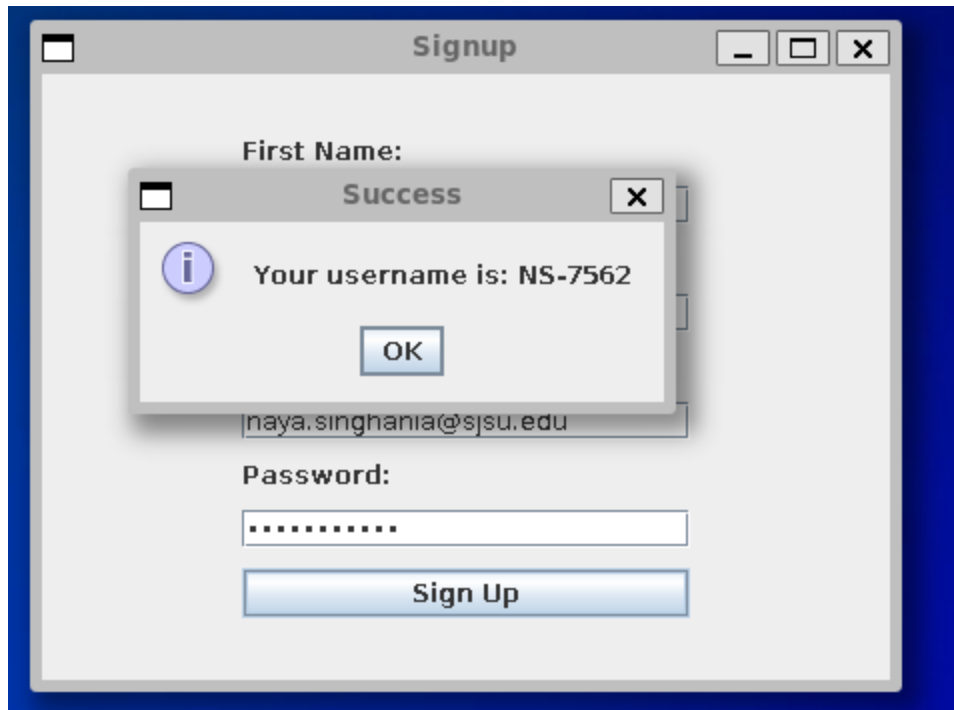 Signup
First Name:
Success
i
Your username is: NS-7562
OK
naya.singhania@sjsu.edu
Password:
Sign Up